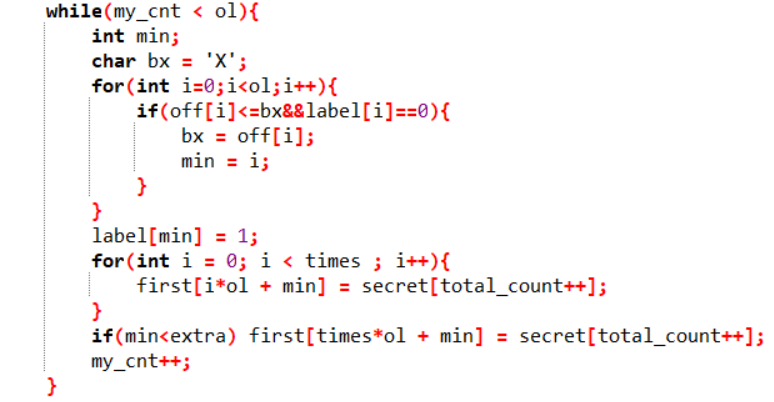 while(my_cnt < ol){
    int min;
    char bx = 'X';
    for(int i=0;i<ol;i++){
        if(off[i]<=bx&&label[i]==0){
            bx = off[i];
            min = i;
        }
    }
    label[min] = 1;
    for(int i = 0; i < times ; i++){
        first[i*ol + min] = secret[total_count++];
    }
    if(min<extra) first[times*ol + min] = secret[total_count++];
    my_cnt++;
}